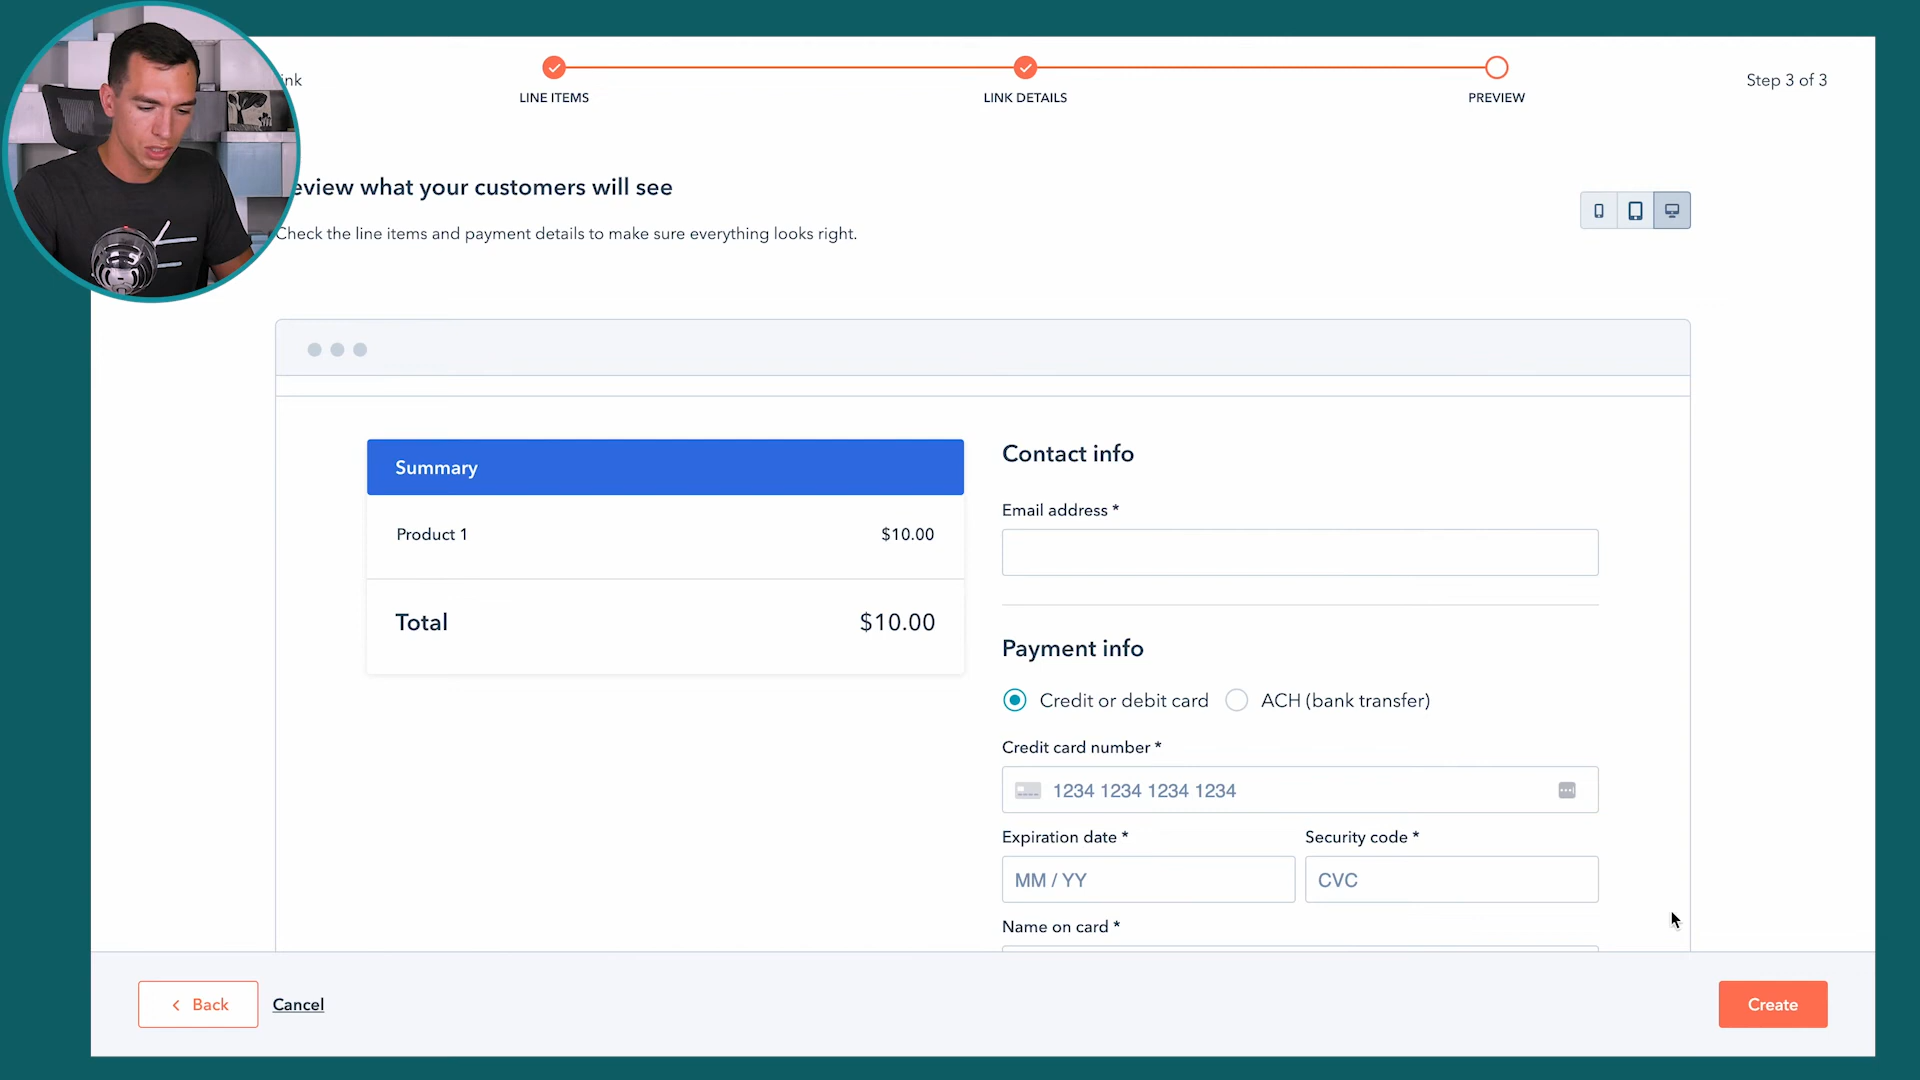 ink
LINE ITEMS
LINK DETAILS
PREVIEW
Step 3 of 3
eview what your customers will see
Check the line items and payment details to make sure everything looks right.
Summary
Product 1 $10.00
Total $10.00
Contact info
Email address *
Payment info
Credit or debit card ACH (bank transfer)
Credit card number *
1234 1234 1234 1234
Expiration date * Security code *
MM / YY CVC
Name on card *
Back Cancel Create